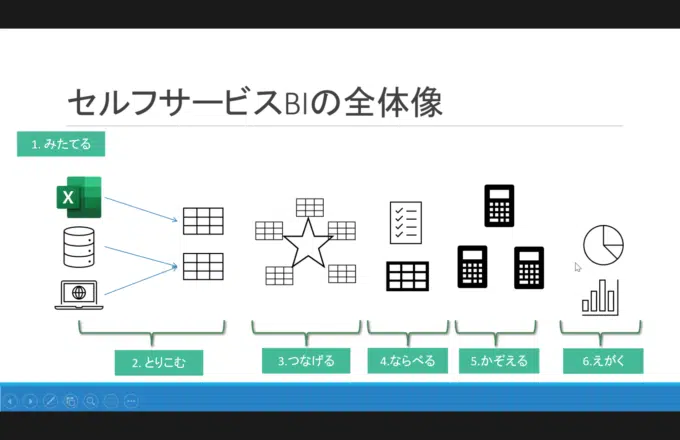 セルフサービスBIの全体像
1. みたてる
X
2. とりこむ
3.つなげる
4.ならべる
5.かぞえる
6.えがく